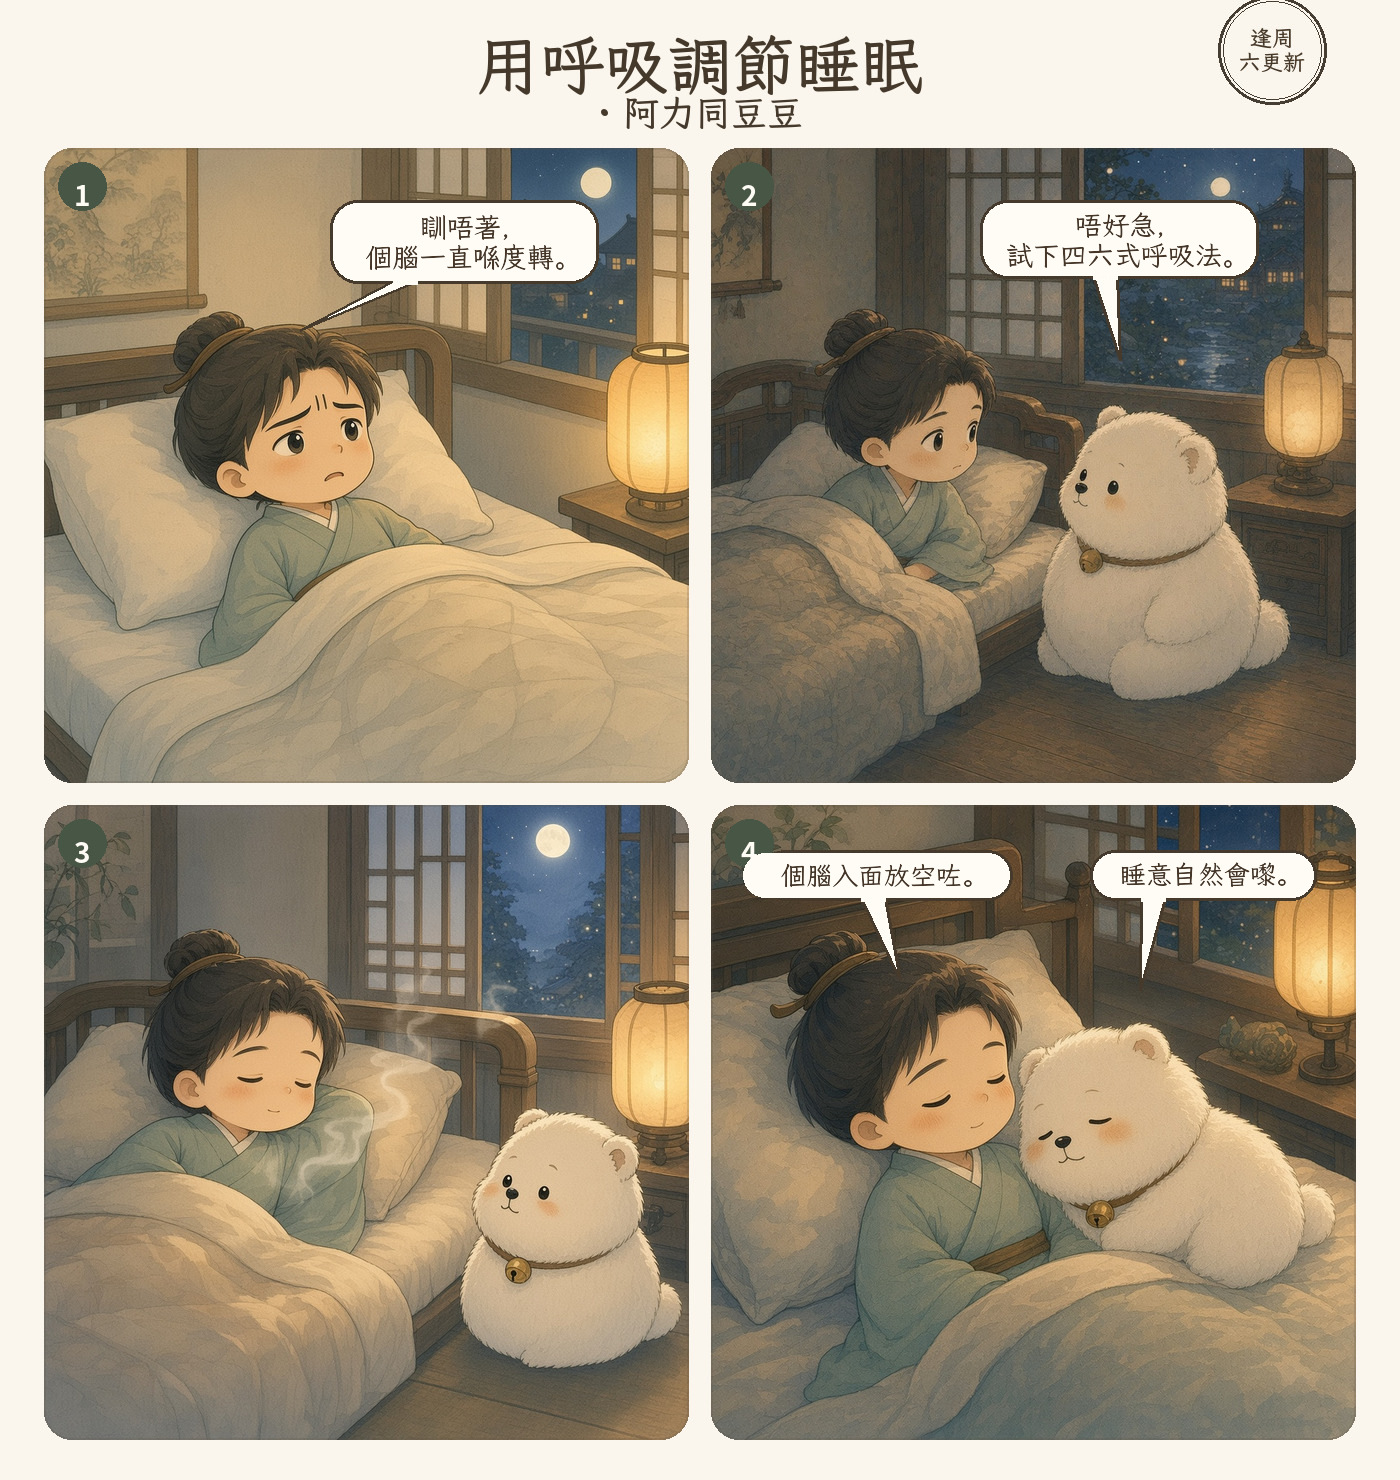 用呼吸調節睡眠
・阿力同豆豆
逢周
六更新
1
瞓唔著,
個腦一直喺度轉。
2
唔好急,
試下四六式呼吸法。
3
4
個腦入面放空咗。
睡意自然會嚟。